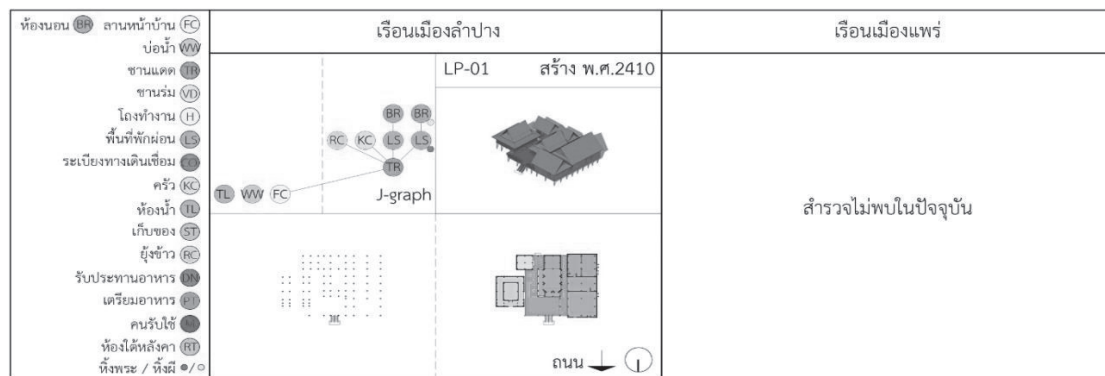 ห้องนอน BR ลานหน้าบ้าน FC
บ่อน้ำ WW
ชานแดด TR
ชานร่ม VD
โถงทำงาน H
พื้นที่พักผ่อน LS
ระเบียงทางเดินเชื่อม CO
ครัว KC
ห้องน้ำ TL
เก็บของ ST
ยุ้งข้าว RC
รับประทานอาหาร DN
เตรียมอาหาร PT
คนรับใช้
ห้องใต้หลังคา RT
หิ้งพระ / หิ้งผี /
เรือนเมืองลำปาง
LP-01 สร้าง พ.ศ.2410
BR BR
RC KC LS LS
TR
TL WW FC J-graph
ถนน
เรือนเมืองแพร่
สำรวจไม่พบในปัจจุบัน